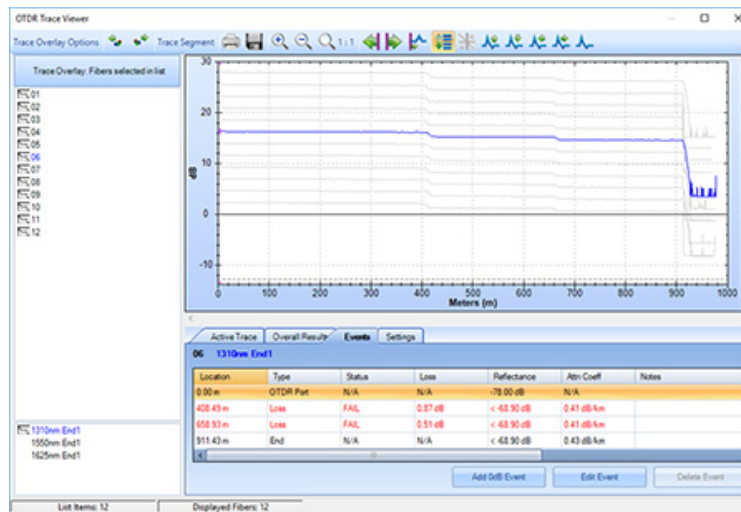 OTDR Trace Viewer
Trace Overlay Options Trace Segment 1:1
Trace Overlay: Fibers selected in list
01
02
03
04
05
06
07
08
09
10
11
12
1310nm End1
1550nm End1
1625nm End1
30
20
10
0
-10
dB
0 100 200 300 400 500 600 700 800 900 1000
Meters (m)
Active Trace Overall Results Events Settings
06 1310nm End1
Location Type Status Loss Reflectance Attn Coeff Notes
0.00 m OTDR Port N/A N/A -78.00 dB N/A
408.49 m Loss FAIL 0.87 dB < -68.90 dB 0.41 dB/km
658.93 m Loss FAIL 0.51 dB < -68.90 dB 0.41 dB/km
911.43 m End N/A N/A < -68.90 dB 0.43 dB/km
Add 0dB Event Edit Event Delete Event
List Items: 12 Displayed Fibers: 12